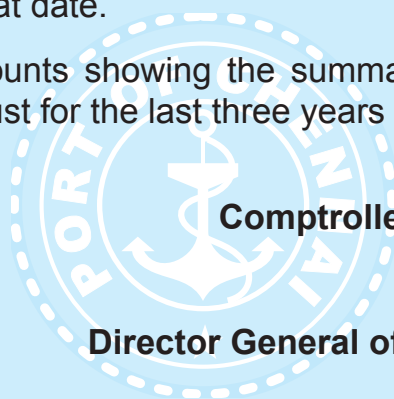 at date.
ounts showing the summa
ust for the last three years
PORT OF CHENNAI
Comptrolle
Director General of